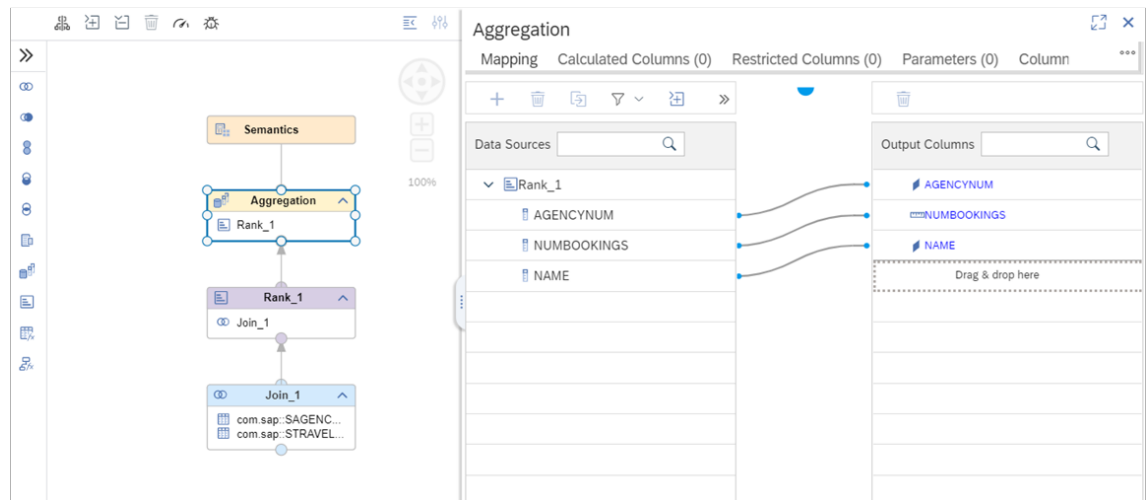 Aggregation
Mapping Calculated Columns (0) Restricted Columns (0) Parameters (0) Column
Semantics
100%
Aggregation
Rank_1
Rank_1
Join_1
Join_1
com.sap::SAGENC...
com.sap::STRAVEL...
Data Sources
Rank_1
AGENCYNUM
NUMBOOKINGS
NAME
Output Columns
AGENCYNUM
NUMBOOKINGS
NAME
Drag & drop here